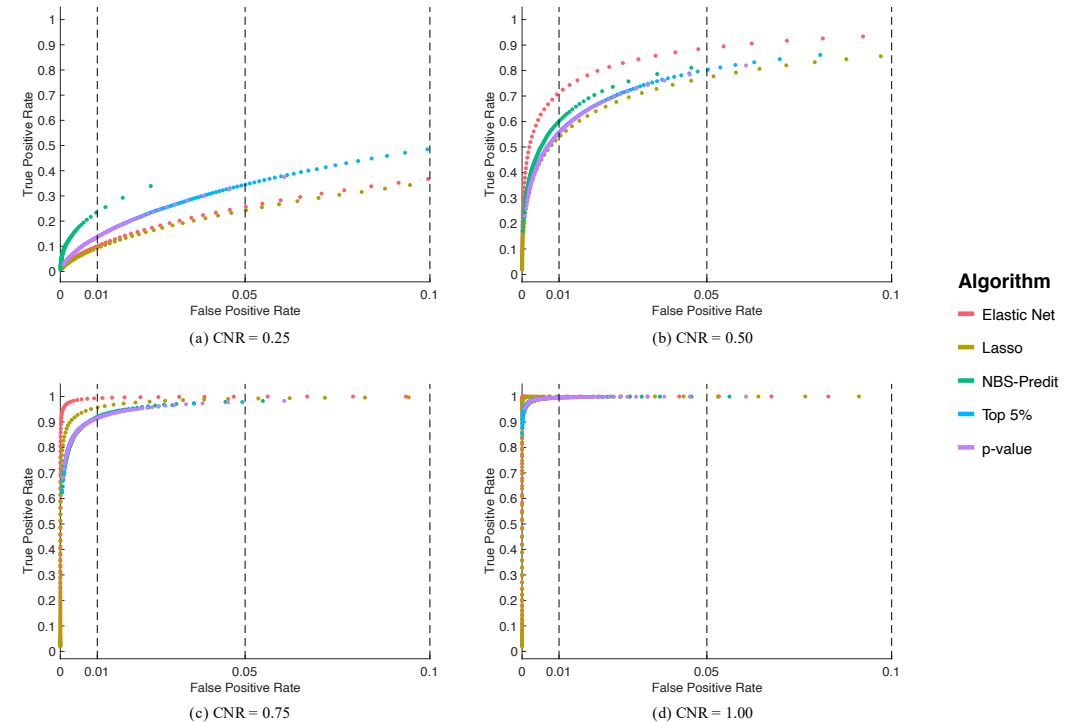 1
0.9
0.8
0.7
0.6
0.5
0.4
0.3
0.2
0.1
0
True Positive Rate
0 0.01 0.05 0.1
False Positive Rate
(a) CNR = 0.25
1
0.9
0.8
0.7
0.6
0.5
0.4
0.3
0.2
0.1
0
True Positive Rate
0 0.01 0.05 0.1
False Positive Rate
(b) CNR = 0.50
Algorithm
Elastic Net
Lasso
NBS-Predit
Top 5%
p-value
1
0.9
0.8
0.7
0.6
0.5
0.4
0.3
0.2
0.1
0
True Positive Rate
0 0.01 0.05 0.1
False Positive Rate
(c) CNR = 0.75
1
0.9
0.8
0.7
0.6
0.5
0.4
0.3
0.2
0.1
0
True Positive Rate
0 0.01 0.05 0.1
False Positive Rate
(d) CNR = 1.00